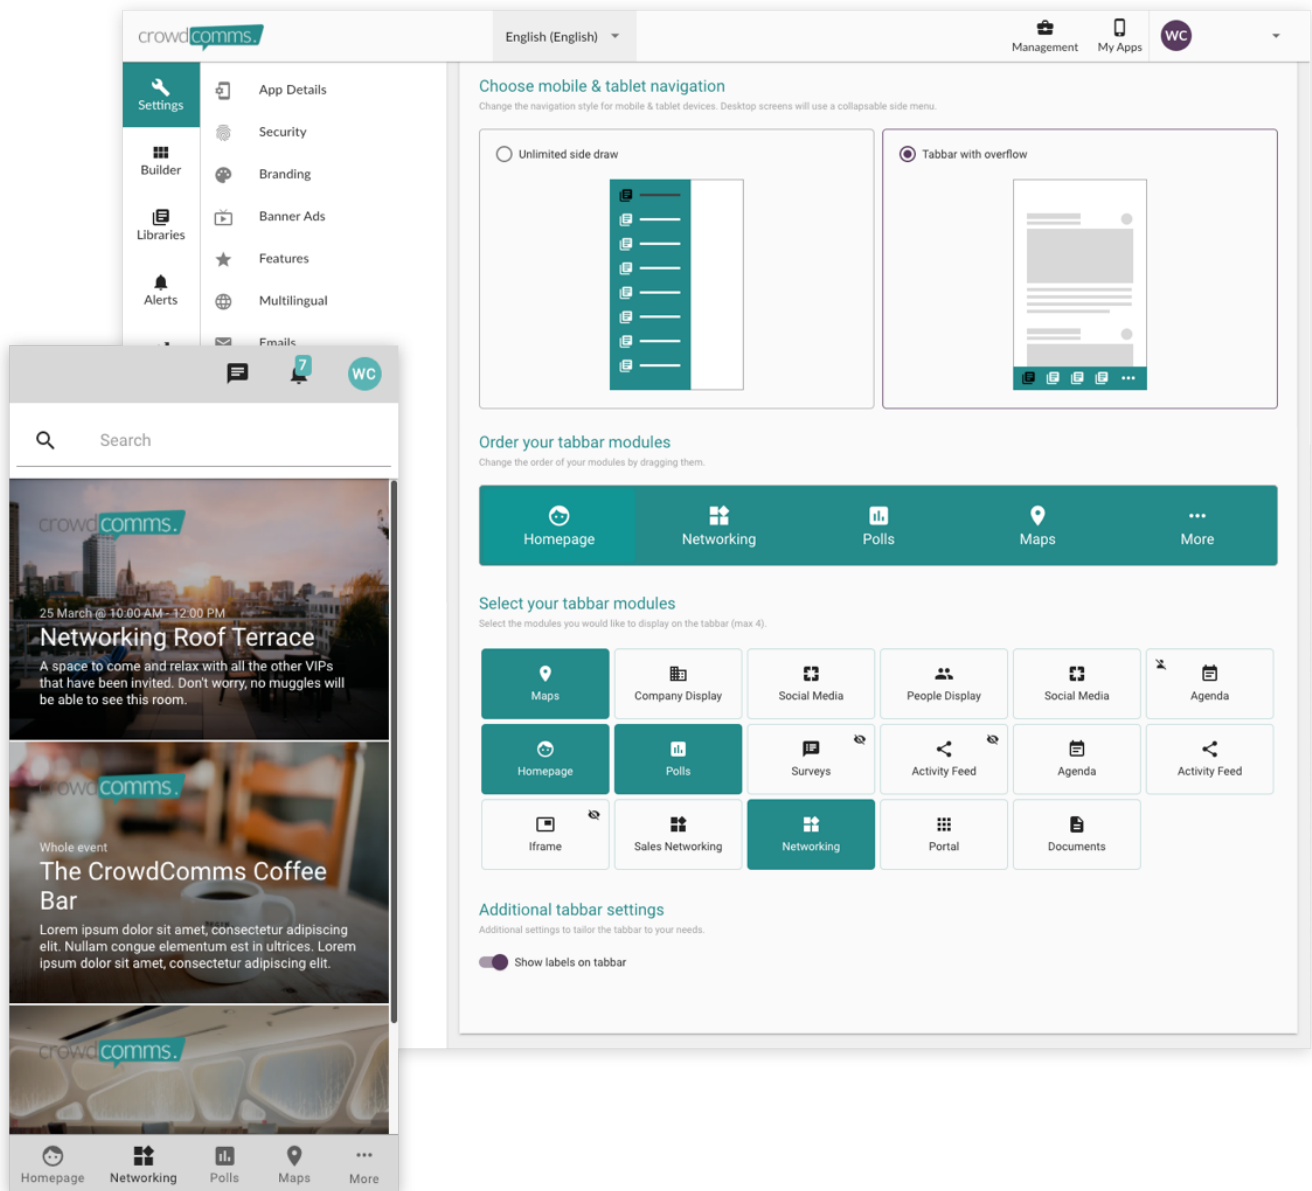 crowdcomms.
English (English)
Management
My Apps
WC
Settings
Builder
Libraries
Alerts
App Details
Security
Branding
Banner Ads
Features
Multilingual
Emails
Choose mobile & tablet navigation
Change the navigation style for mobile & tablet devices. Desktop screens will use a collapsable side menu.
Unlimited side draw
Tabbar with overflow
Order your tabbar modules
Change the order of your modules by dragging them.
Homepage
Networking
Polls
Maps
More
Select your tabbar modules
Select the modules you would like to display on the tabbar (max 4).
Maps
Company Display
Social Media
People Display
Social Media
Agenda
Homepage
Polls
Surveys
Activity Feed
Agenda
Activity Feed
Iframe
Sales Networking
Networking
Portal
Documents
Additional tabbar settings
Additional settings to tailor the tabbar to your needs.
Show labels on tabbar
7
WC
Search
crowdcomms.
25 March @ 10:00 AM - 12:00 PM
Networking Roof Terrace
A space to come and relax with all the other VIPs
that have been invited. Don't worry, no muggles will
be able to see this room.
crowdcomms.
Whole event
The CrowdComms Coffee
Bar
Lorem ipsum dolor sit amet, consectetur adipiscing
elit. Nullam congue elementum est in ultrices. Lorem
ipsum dolor sit amet, consectetur adipiscing elit.
crowdcomms.
Homepage
Networking
Polls
Maps
More